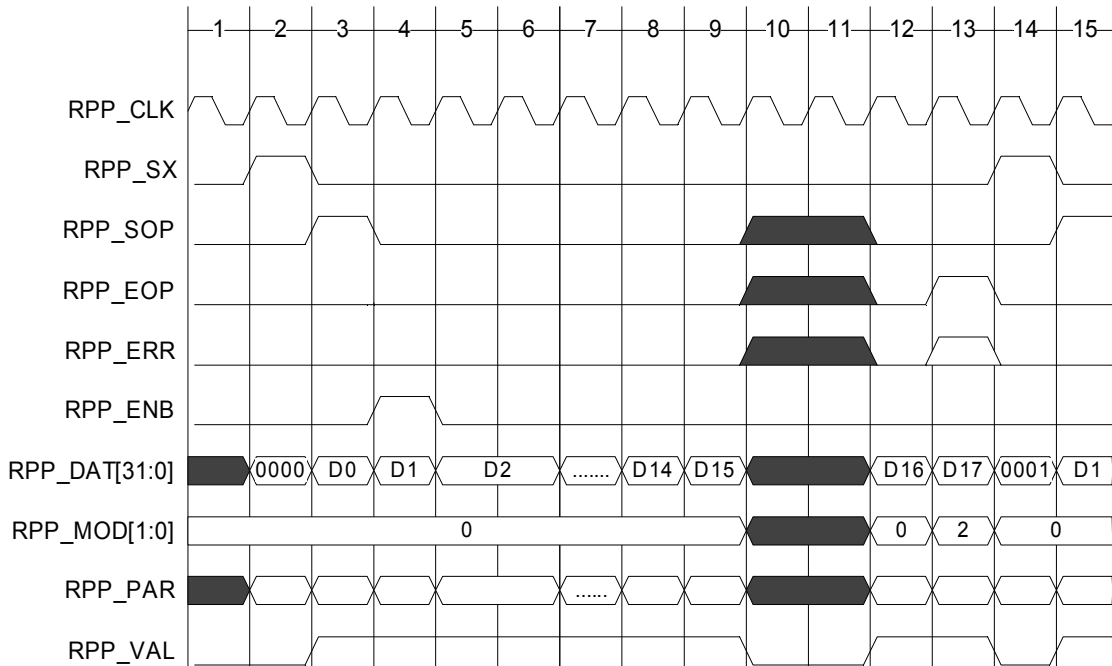 1 2 3 4 5 6 7 8 9 10 11 12 13 14 15
RPP_CLK
RPP_SX
RPP_SOP
RPP_EOP
RPP_ERR
RPP_ENB
RPP_DAT[31:0] 0000 D0 D1 D2 ....... D14 D15 D16 D17 0001 D1
RPP_MOD[1:0] 0 0 2 0
RPP_PAR ......
RPP_VAL